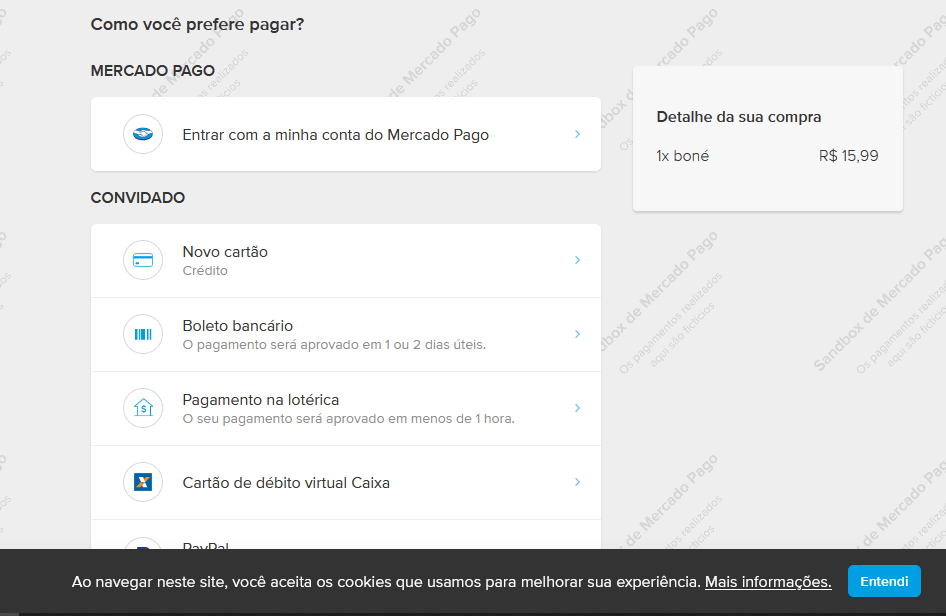 Como você prefere pagar?
MERCADO PAGO
Entrar com a minha conta do Mercado Pago
CONVIDADO
Novo cartão
Crédito
Boleto bancário
O pagamento será aprovado em 1 ou 2 dias úteis.
Pagamento na lotérica
O seu pagamento será aprovado em menos de 1 hora.
Cartão de débito virtual Caixa
PayPal
Detalhe da sua compra
1x boné R$ 15,99
Sandbox de Mercado Pago
Os pagamentos realizados
aqui são fictícios
Ao navegar neste site, você aceita os cookies que usamos para melhorar sua experiência. Mais informações.
Entendi